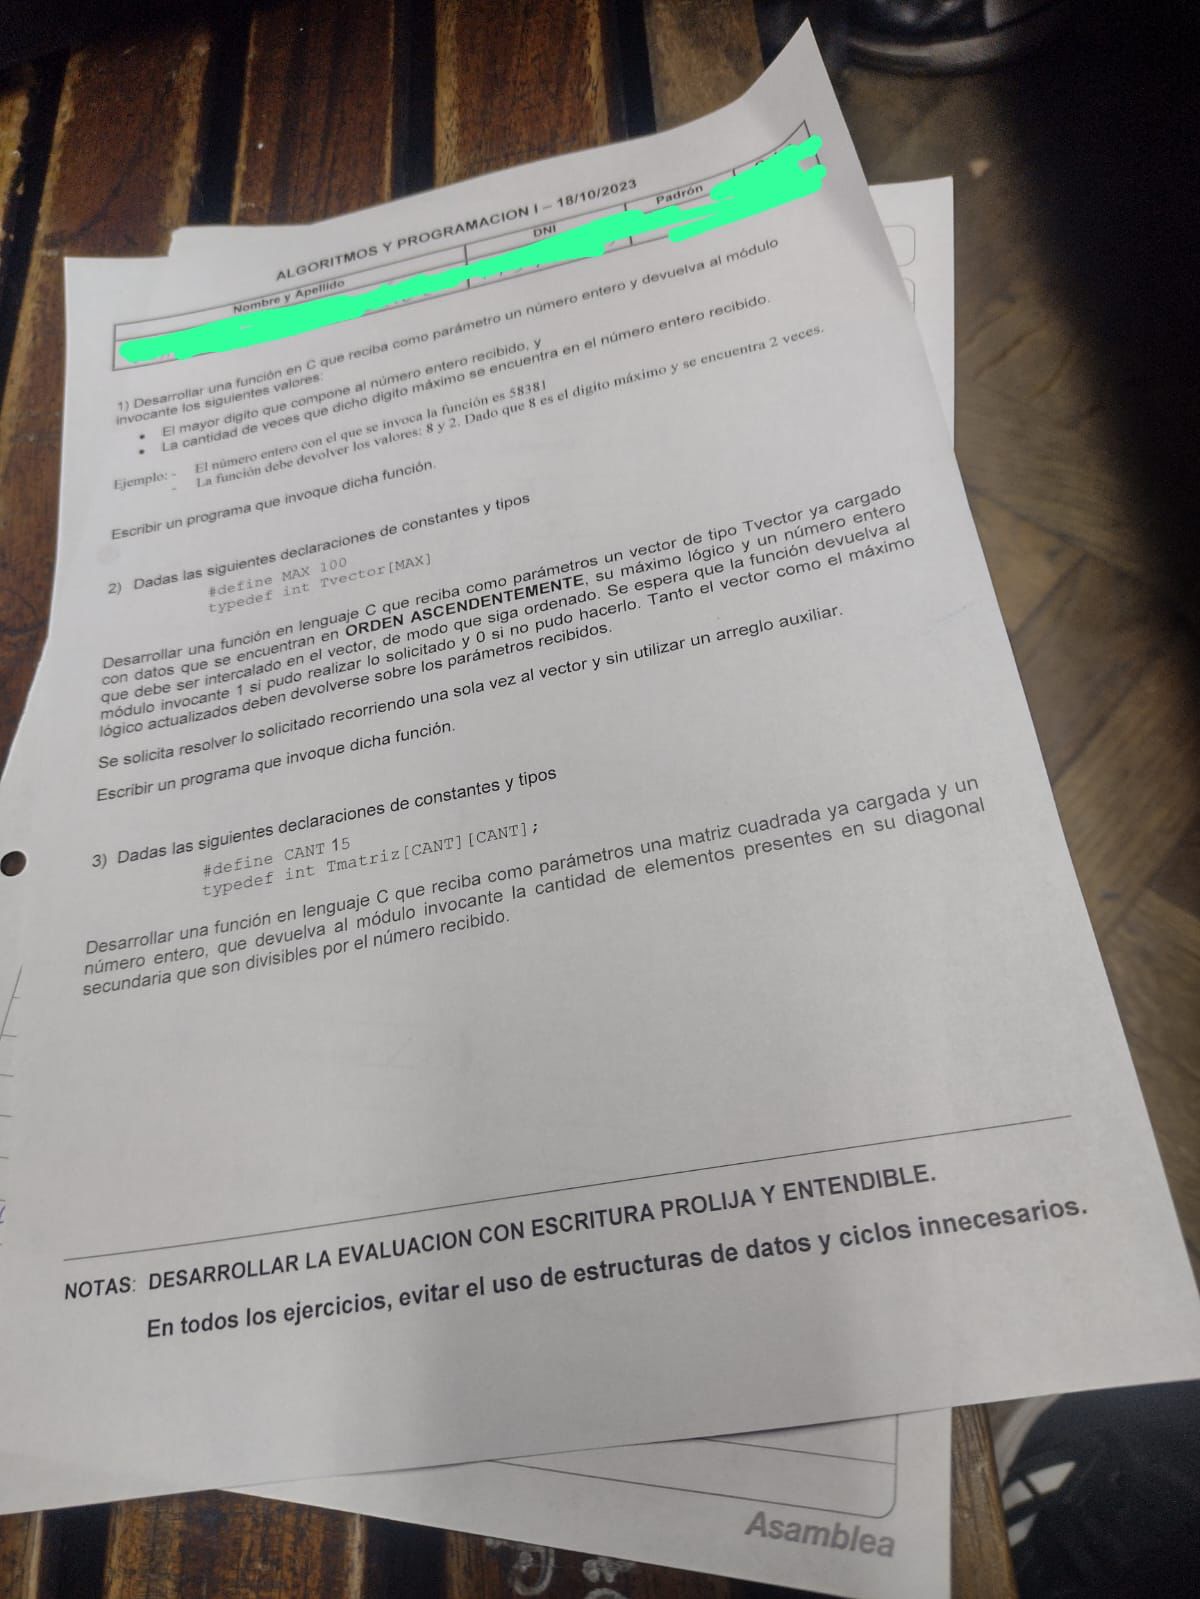 ALGORITMOS Y PROGRAMACION I – 18/10/2023
Nombre y Apellido
DNI
Padrón
1) Desarrollar una función en C que reciba como parámetro un número entero y devuelva al módulo
invocante los siguientes valores:
• El mayor digito que compone al número entero recibido, y
• La cantidad de veces que dicho digito máximo se encuentra en el número entero recibido.
Ejemplo: - El número entero con el que se invoca la función es 58381
- La función debe devolver los valores: 8 y 2. Dado que 8 es el digito máximo y se encuentra 2 veces.
Escribir un programa que invoque dicha función.
2) Dadas las siguientes declaraciones de constantes y tipos
#define MAX 100
typedef int Tvector[MAX]
Desarrollar una función en lenguaje C que reciba como parámetros un vector de tipo Tvector ya cargado
con datos que se encuentran en ORDEN ASCENDENTEMENTE, su máximo lógico y un número entero
que debe ser intercalado en el vector, de modo que siga ordenado. Se espera que la función devuelva al
módulo invocante 1 si pudo realizar lo solicitado y 0 si no pudo hacerlo. Tanto el vector como el máximo
lógico actualizados deben devolverse sobre los parámetros recibidos.
Se solicita resolver lo solicitado recorriendo una sola vez al vector y sin utilizar un arreglo auxiliar.
Escribir un programa que invoque dicha función.
3) Dadas las siguientes declaraciones de constantes y tipos
#define CANT 15
typedef int Tmatriz[CANT][CANT];
Desarrollar una función en lenguaje C que reciba como parámetros una matriz cuadrada ya cargada y un
número entero, que devuelva al módulo invocante la cantidad de elementos presentes en su diagonal
secundaria que son divisibles por el número recibido.
NOTAS: DESARROLLAR LA EVALUACION CON ESCRITURA PROLIJA Y ENTENDIBLE.
En todos los ejercicios, evitar el uso de estructuras de datos y ciclos innecesarios.
Asamblea